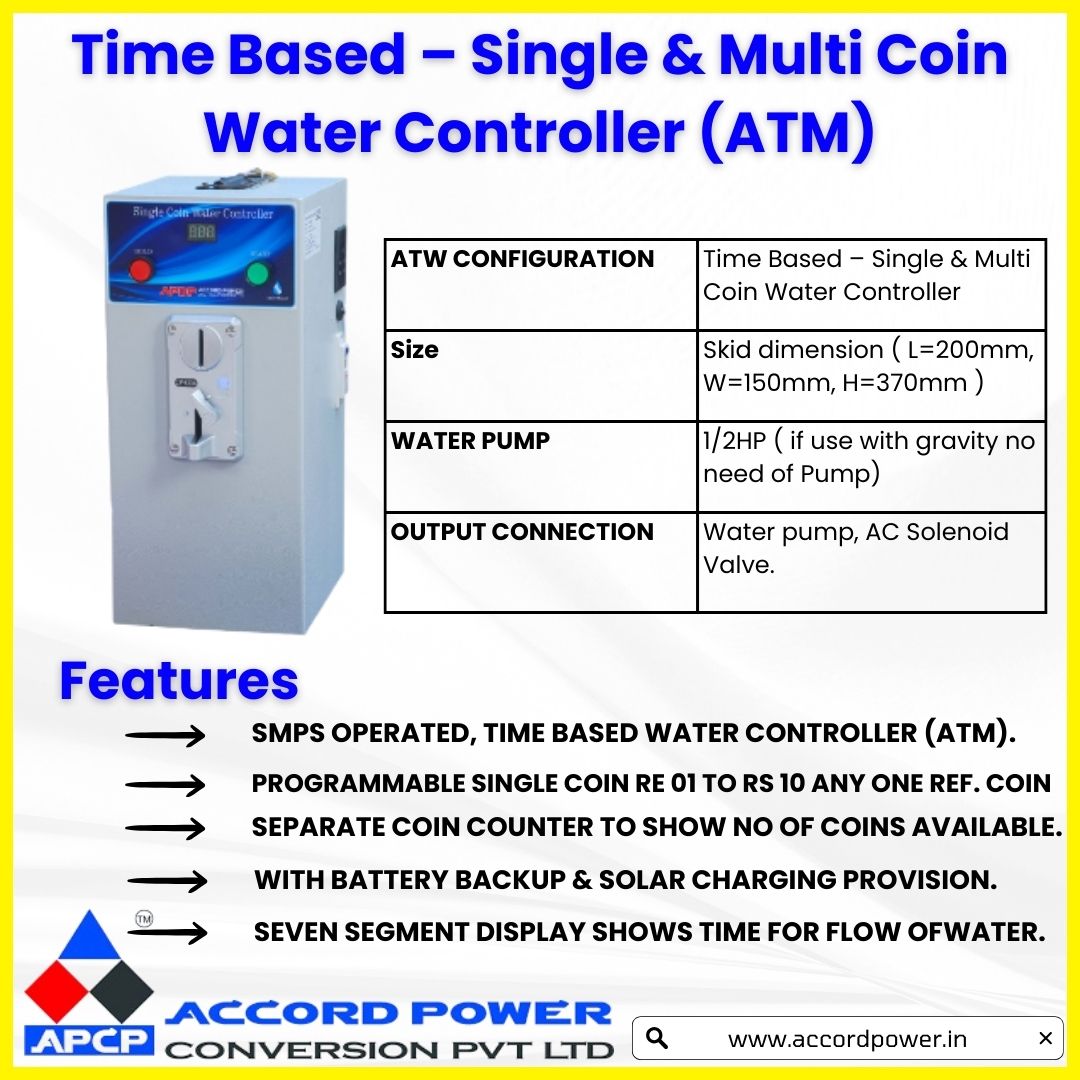 Time Based – Single & Multi Coin
Water Controller (ATM)
Single Coin Water Controller
APCP ACCORD POWER
ATW CONFIGURATION
Time Based – Single & Multi
Coin Water Controller
Size
Skid dimension ( L=200mm,
W=150mm, H=370mm )
WATER PUMP
1/2HP ( if use with gravity no
need of Pump)
OUTPUT CONNECTION
Water pump, AC Solenoid
Valve.
Features
SMPS OPERATED, TIME BASED WATER CONTROLLER (ATM).
PROGRAMMABLE SINGLE COIN RE 01 TO RS 10 ANY ONE REF. COIN
SEPARATE COIN COUNTER TO SHOW NO OF COINS AVAILABLE.
WITH BATTERY BACKUP & SOLAR CHARGING PROVISION.
SEVEN SEGMENT DISPLAY SHOWS TIME FOR FLOW OFWATER.
TM
APCP
ACCORD POWER
CONVERSION PVT LTD
www.accordpower.in